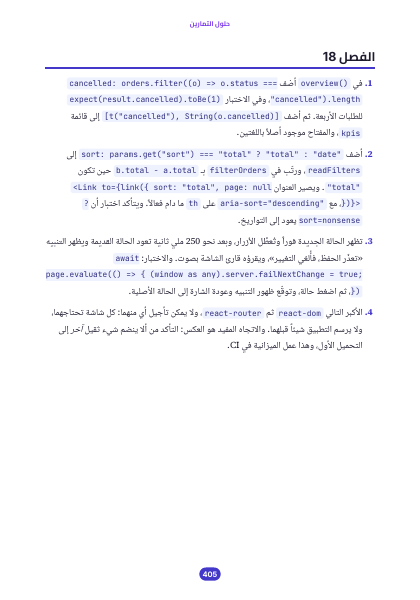 حلول التمارين
الفصل 18
1. في overview() أضف cancelled: orders.filter((o) => o.status ===
"cancelled").length، وفي الاختبار expect(result.cancelled).toBe(1)
للطلبات الأربعة. ثم أضف [t("cancelled"), String(o.cancelled)] إلى قائمة
kpis، والمفتاح موجود أصلاً باللغتين.
2. أضف sort: params.get("sort") === "total" ? "total" : "date" إلى
readFilters، ورتّب في filterOrders بـ b.total - a.total حين تكون
"total". ويصير العنوان <Link to={link({ sort: "total", page: null
})}>، مع aria-sort="descending" على th ما دام فعالاً. ويتأكد اختبار أن ?
sort=nonsense يعود إلى التواريخ.
3. تظهر الحالة الجديدة فوراً وتُعطَّل الأزرار، وبعد نحو 250 ملي ثانية تعود الحالة القديمة ويظهر التنبيه
«تعذّر الحفظ، فأُلغي التغيير»، ويقرؤه قارئ الشاشة بصوت. والاختبار: await
page.evaluate(() => { (window as any).server.failNextChange = true;
})، ثم اضغط حالة، وتوقّع ظهور التنبيه وعودة الشارة إلى الحالة الأصلية.
4. الأكبر التالي react-dom ثم react-router، ولا يمكن تأجيل أي منهما: كل شاشة تحتاجهما،
ولا يرسم التطبيق شيئاً قبلهما. والاتجاه المفيد هو العكس: التأكد من ألا ينضم شيء ثقيل آخر إلى
التحميل الأول، وهذا عمل الميزانية في CI.
405